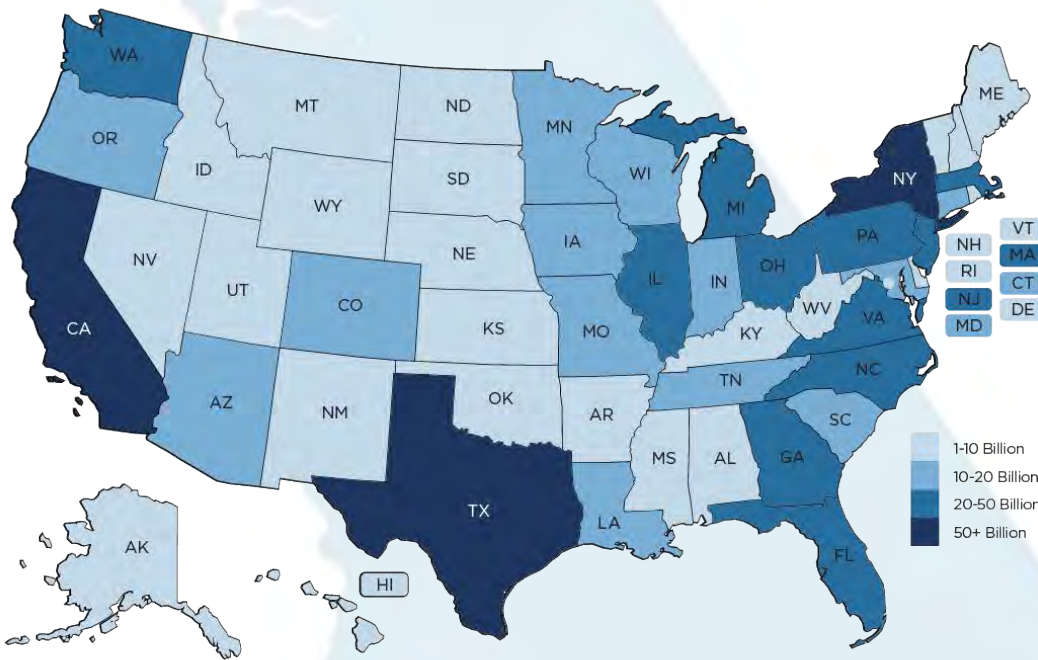 WA
MT
ND
MN
ME
OR
ID
SD
WI
NY
WY
MI
VT
NH
MA
RI
CT
NJ
DE
MD
IA
PA
NE
NV
UT
CO
IL
IN
OH
WV
VA
CA
KS
MO
KY
NC
TN
AZ
NM
OK
AR
SC
MS
AL
GA
TX
LA
FL
AK
HI
1-10 Billion
10-20 Billion
20-50 Billion
50+ Billion